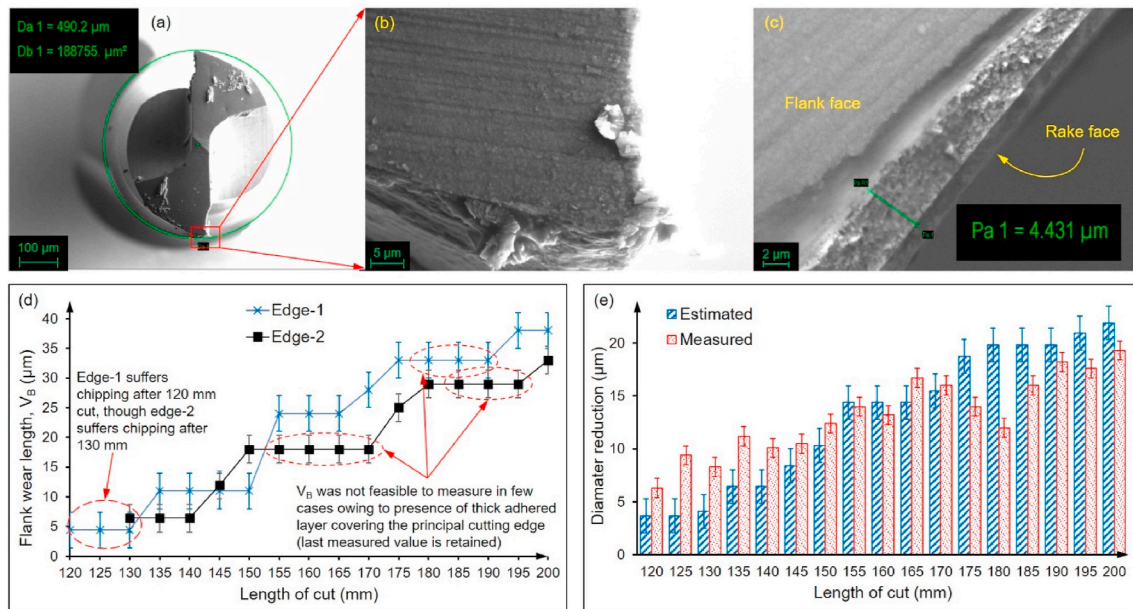 Da 1 = 490.2 µm
Db 1 = 188755. µm²
(a)
100 µm
(b)
5 µm
(c)
Flank face
Rake face
Pa 1
Pa 1 = 4.431 µm
2 µm
(d)
Edge-1
Edge-2
Flank wear length, V_B (µm)
40
35
30
25
20
15
10
5
0
Edge-1 suffers
chipping after 120 mm
cut, though edge-2
suffers chipping after
130 mm
V_B was not feasible to measure in few
cases owing to presence of thick adhered
layer covering the principal cutting edge
(last measured value is retained)
120 125 130 135 140 145 150 155 160 165 170 175 180 185 190 195 200
Length of cut (mm)
(e)
Estimated
Measured
Diamater reduction (µm)
20
15
10
5
0
120 125 130 135 140 145 150 155 160 165 170 175 180 185 190 195 200
Length of cut (mm)